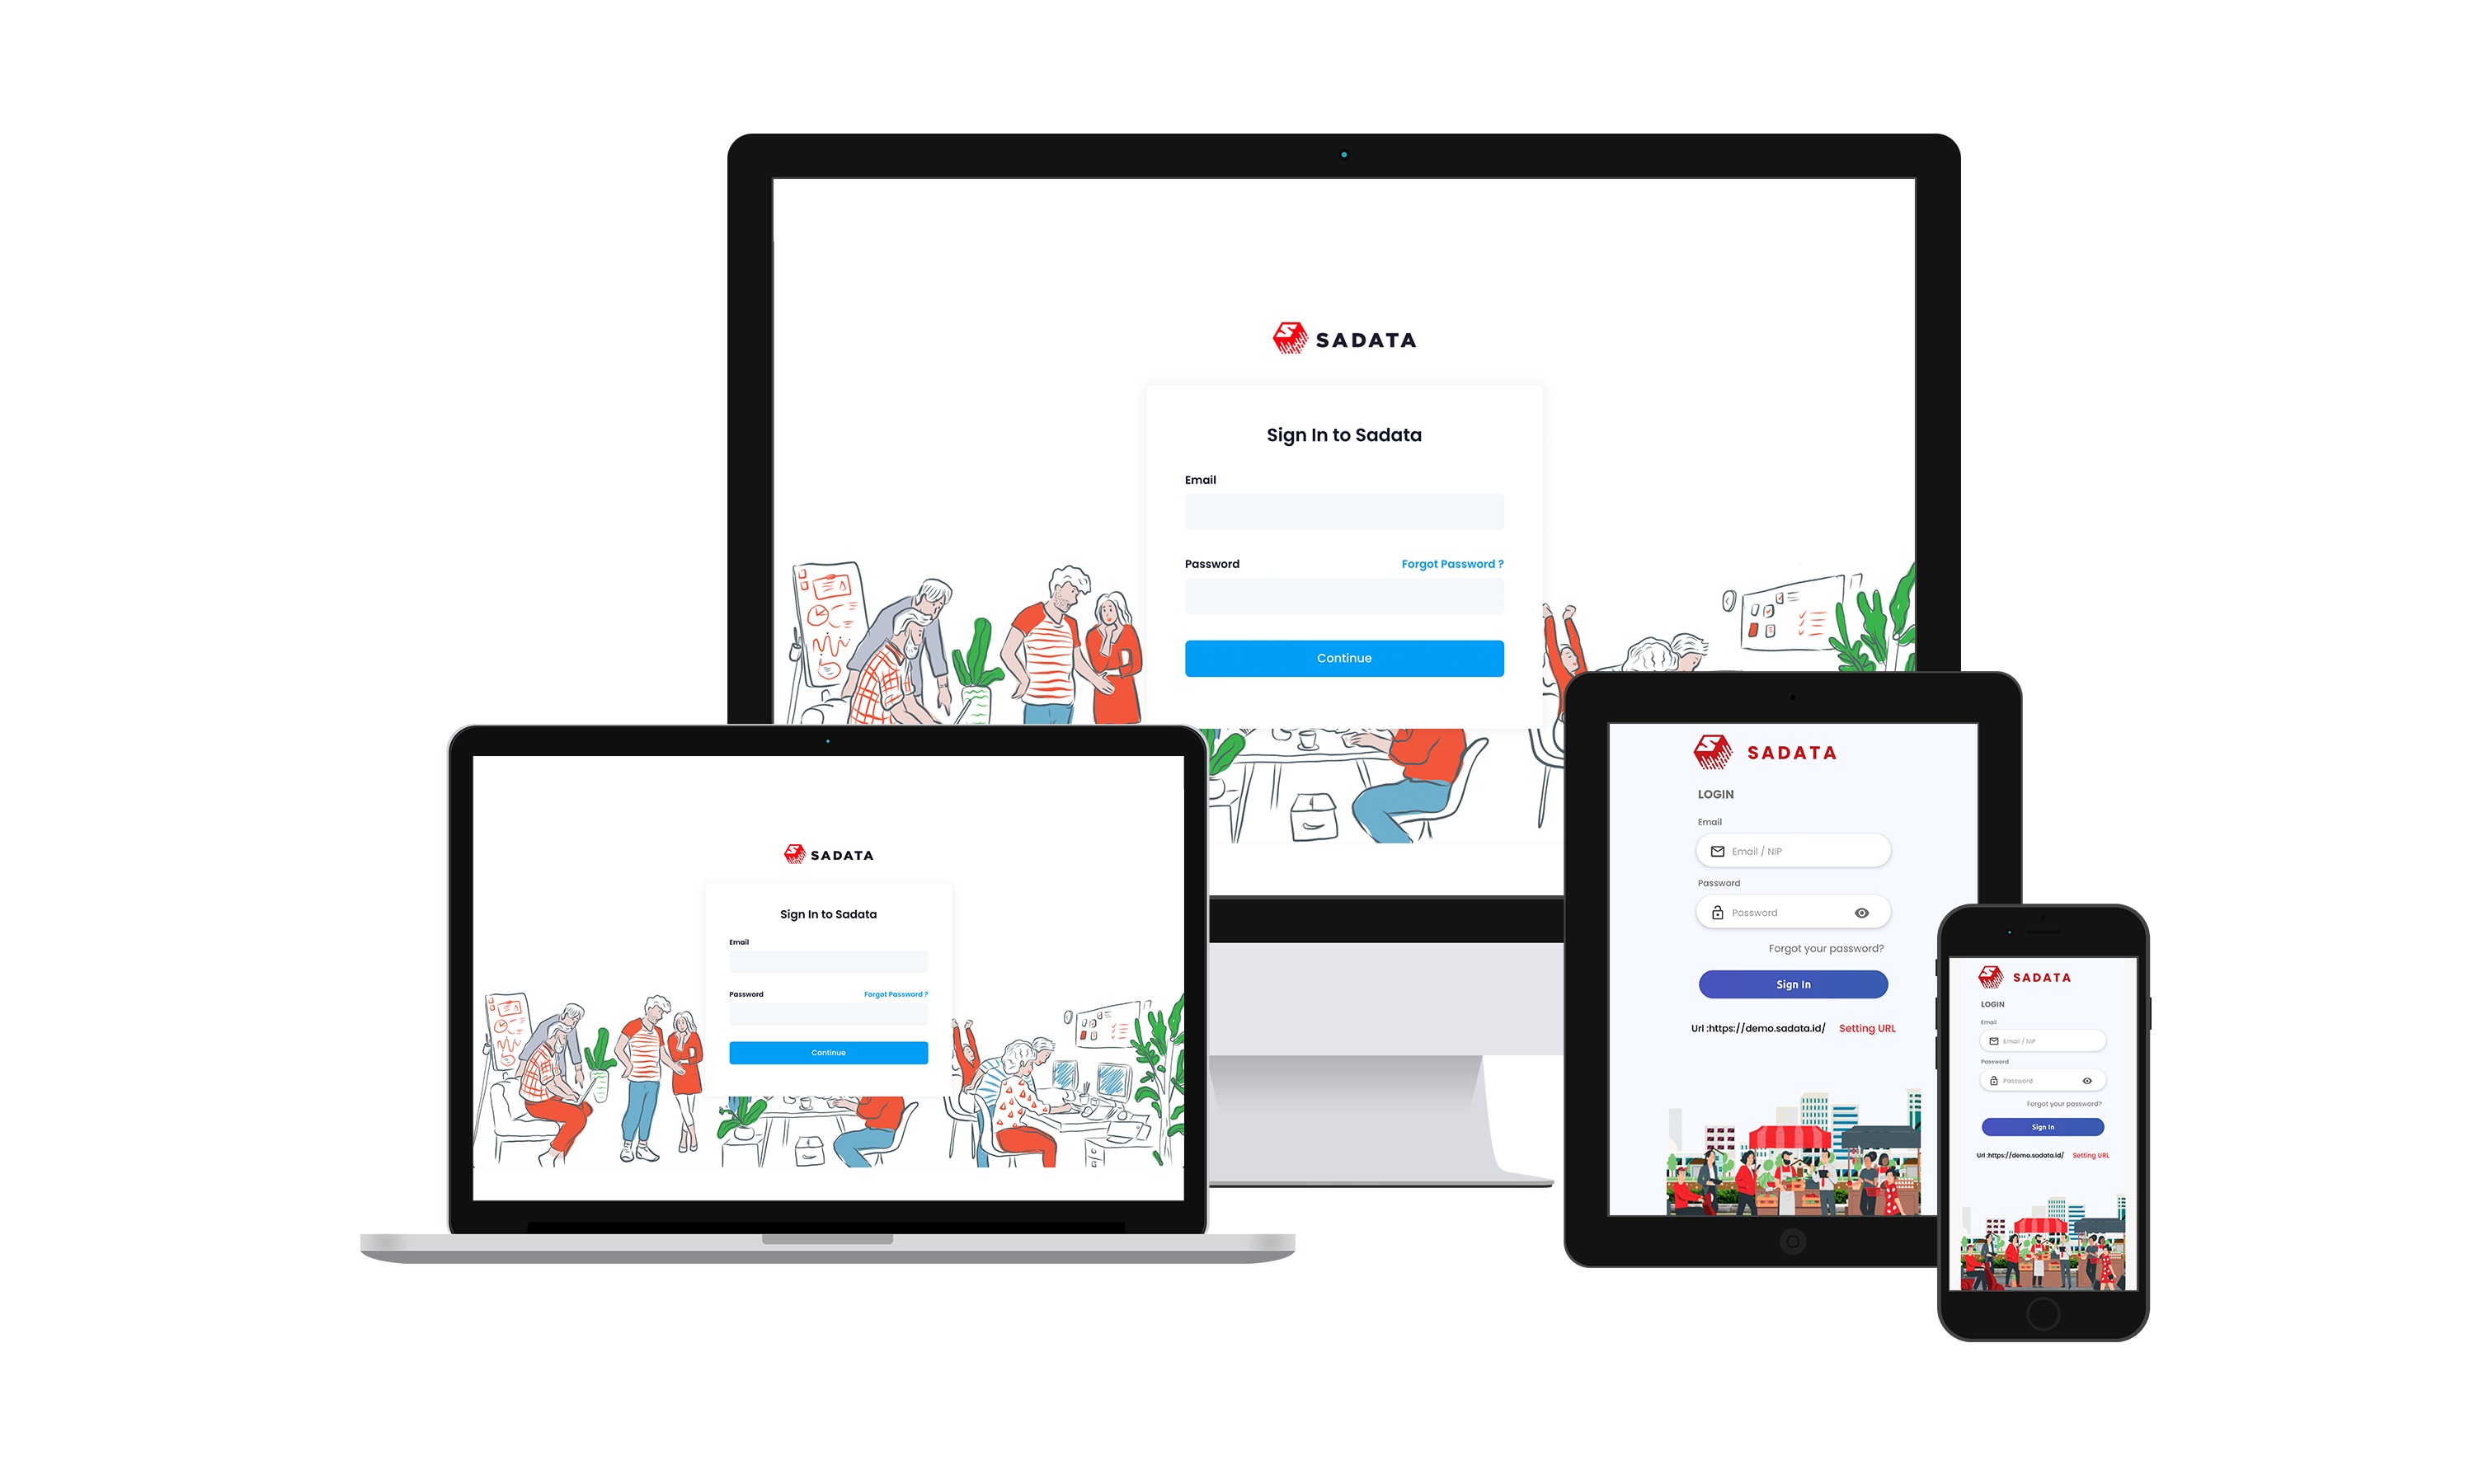 SADATA
Sign In to Sadata
Email
Password Forgot Password ?
Continue
SADATA
Sign In to Sadata
Email
Password Forgot Password ?
Continue
SADATA
LOGIN
Email
Email / NIP
Password
Password
Forgot your password?
Sign In
Url :https://demo.sadata.id/ Setting URL
SADATA
LOGIN
Email
Email / NIP
Password
Password
Forgot your password?
Sign In
Url :https://demo.sadata.id/ Setting URL